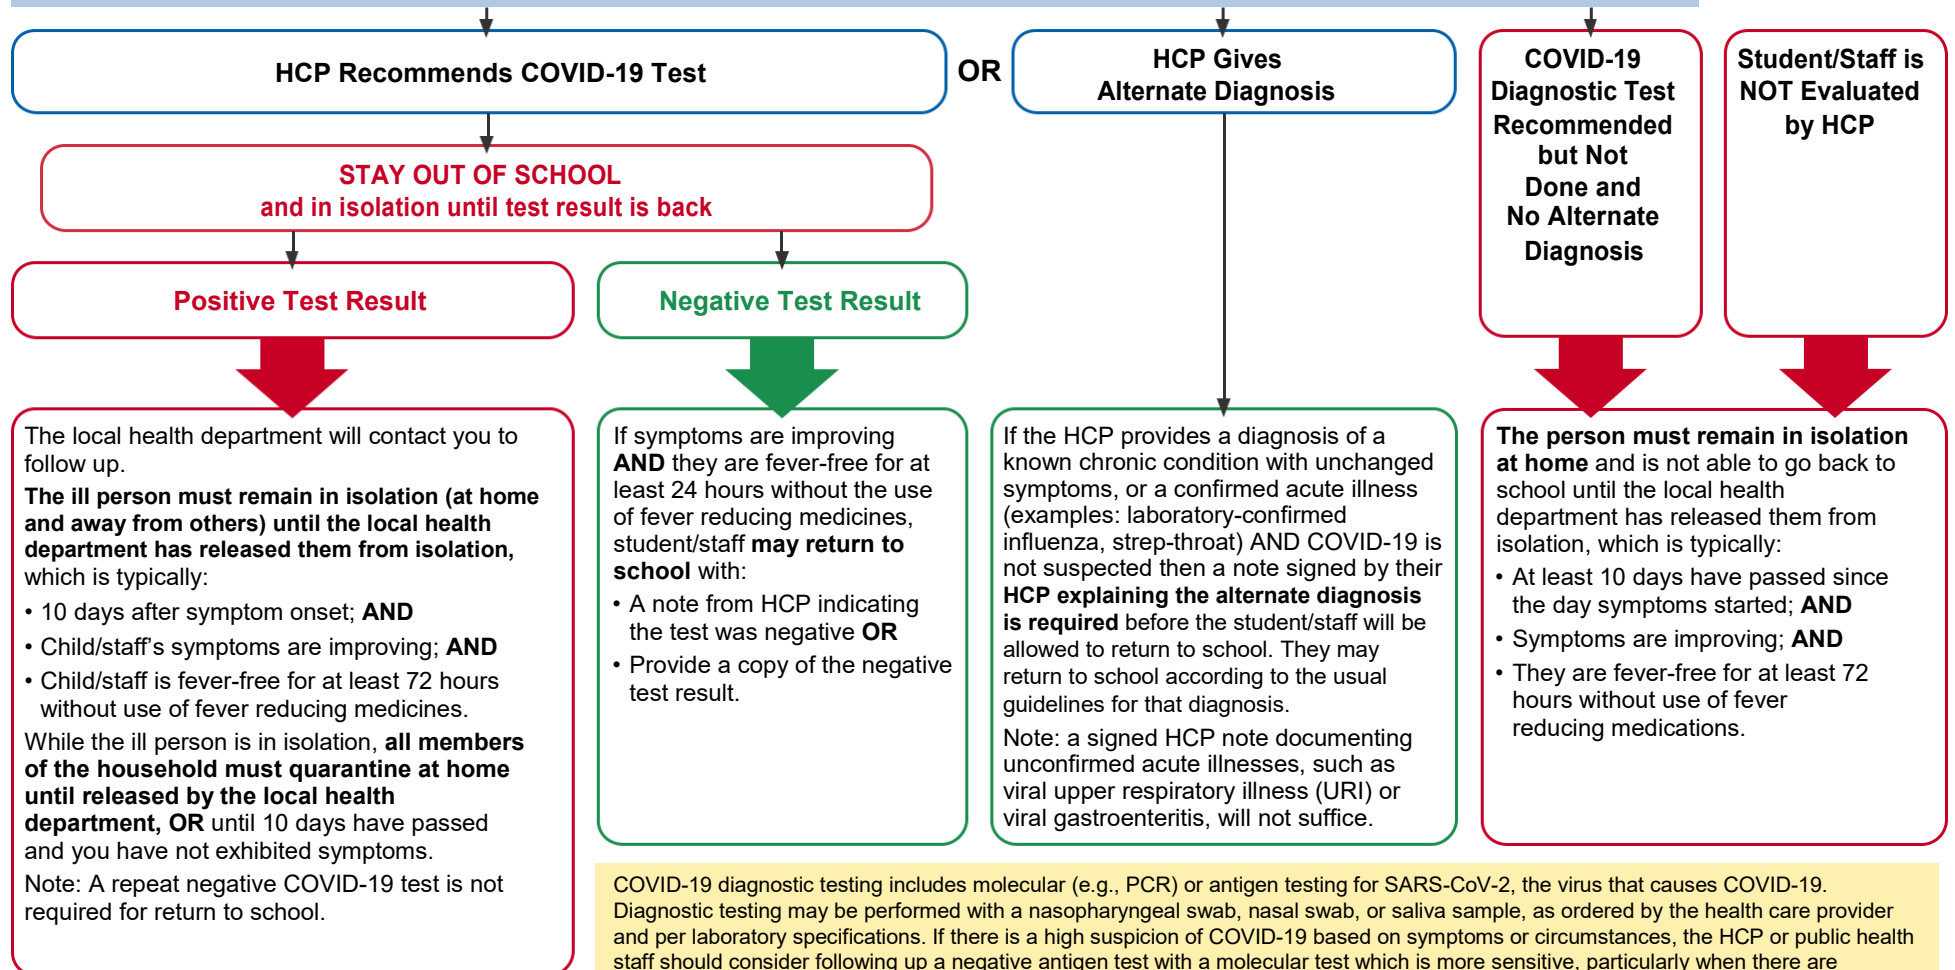 HCP Recommends COVID-19 Test
OR
HCP Gives
Alternate Diagnosis
COVID-19
Diagnostic Test
Recommended
but Not
Done and
No Alternate
Diagnosis
Student/Staff is
NOT Evaluated
by HCP
STAY OUT OF SCHOOL
and in isolation until test result is back
Positive Test Result
Negative Test Result
The local health department will contact you to
follow up.
The ill person must remain in isolation (at home
and away from others) until the local health
department has released them from isolation,
which is typically:
• 10 days after symptom onset; AND
• Child/staff's symptoms are improving; AND
• Child/staff is fever-free for at least 72 hours
without use of fever reducing medicines.
While the ill person is in isolation, all members
of the household must quarantine at home
until released by the local health
department, OR until 10 days have passed
and you have not exhibited symptoms.
Note: A repeat negative COVID-19 test is not
required for return to school.
If symptoms are improving
AND they are fever-free for at
least 24 hours without the use
of fever reducing medicines,
student/staff may return to
school with:
• A note from HCP indicating
the test was negative OR
• Provide a copy of the negative
test result.
If the HCP provides a diagnosis of a
known chronic condition with unchanged
symptoms, or a confirmed acute illness
(examples: laboratory-confirmed
influenza, strep-throat) AND COVID-19 is
not suspected then a note signed by their
HCP explaining the alternate diagnosis
is required before the student/staff will be
allowed to return to school. They may
return to school according to the usual
guidelines for that diagnosis.
Note: a signed HCP note documenting
unconfirmed acute illnesses, such as
viral upper respiratory illness (URI) or
viral gastroenteritis, will not suffice.
The person must remain in isolation
at home and is not able to go back to
school until the local health
department has released them from
isolation, which is typically:
• At least 10 days have passed since
the day symptoms started; AND
• Symptoms are improving; AND
• They are fever-free for at least 72
hours without use of fever
reducing medications.
COVID-19 diagnostic testing includes molecular (e.g., PCR) or antigen testing for SARS-CoV-2, the virus that causes COVID-19.
Diagnostic testing may be performed with a nasopharyngeal swab, nasal swab, or saliva sample, as ordered by the health care provider
and per laboratory specifications. If there is a high suspicion of COVID-19 based on symptoms or circumstances, the HCP or public health
staff should consider following up a negative antigen test with a molecular test which is more sensitive, particularly when there are